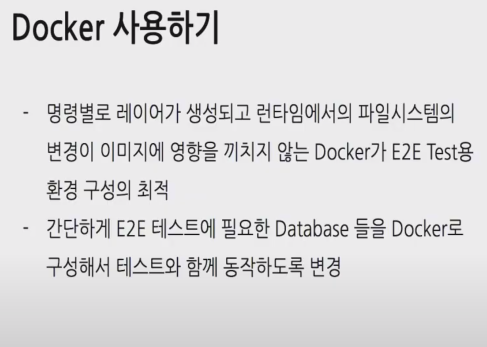 Docker 사용하기
- 명령별로 레이어가 생성되고 런타임에서의 파일시스템의
변경이 이미지에 영향을 끼치지 않는 Docker가 E2E Test용
환경 구성의 최적
- 간단하게 E2E 테스트에 필요한 Database 들을 Docker로
구성해서 테스트와 함께 동작하도록 변경